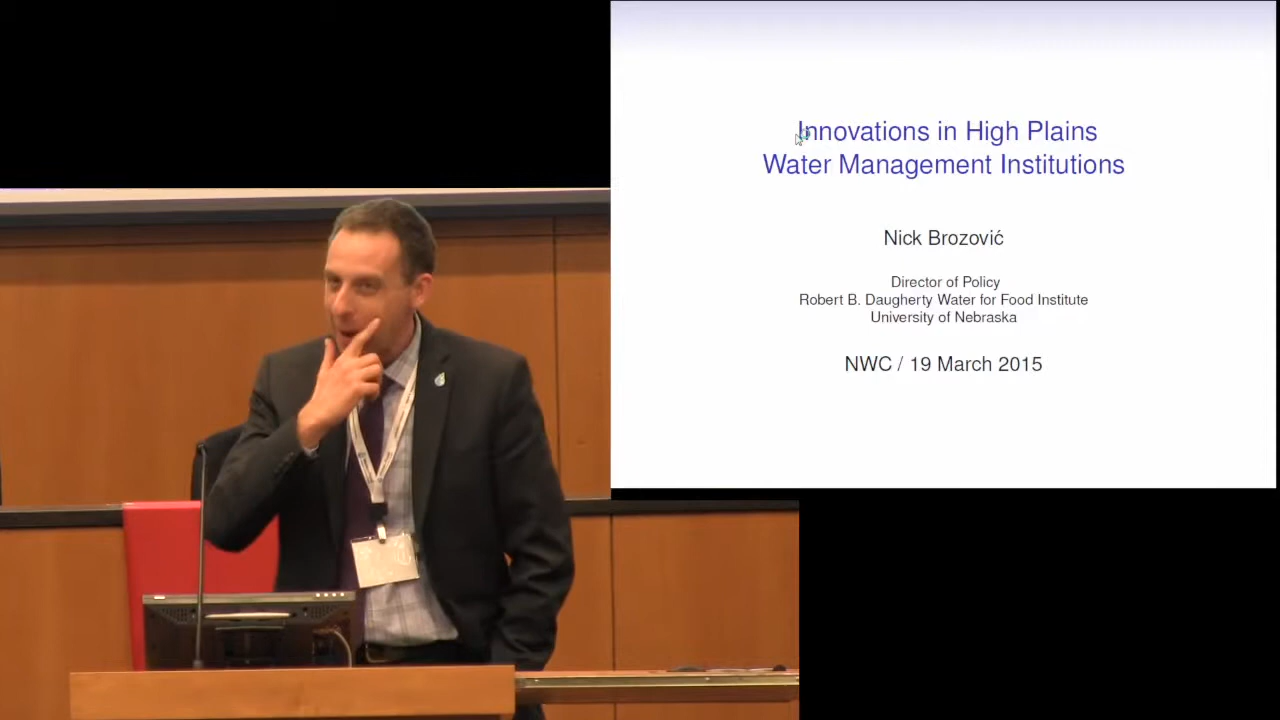 Innovations in High Plains
Water Management Institutions
Nick Brozović
Director of Policy
Robert B. Daugherty Water for Food Institute
University of Nebraska
NWC / 19 March 2015